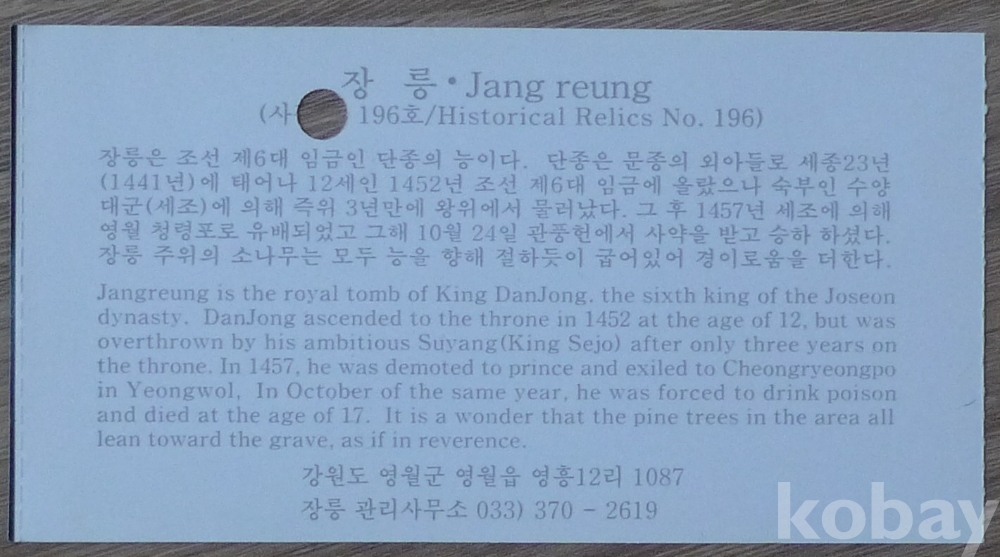 장 릉 · Jang reung
(사 196호/Historical Relics No. 196)
장릉은 조선 제6대 임금인 단종의 능이다. 단종은 문종의 외아들로 세종23년
(1441년)에 태어나 12세인 1452년 조선 제6대 임금에 올랐으나 숙부인 수양
대군(세조)에 의해 즉위 3년만에 왕위에서 물러났다. 그 후 1457년 세조에 의해
영월 청령포로 유배되었고 그해 10월 24일 관풍헌에서 사약을 받고 승하 하셨다.
장릉 주위의 소나무는 모두 능을 향해 절하듯이 굽어있어 경이로움을 더한다.
Jangreung is the royal tomb of King DanJong. the sixth king of the Joseon
dynasty. DanJong ascended to the throne in 1452 at the age of 12, but was
overthrown by his ambitious Suyang(King Sejo) after only three years on
the throne. In 1457, he was demoted to prince and exiled to Cheongryeongpo
in Yeongwol, In October of the same year, he was forced to drink poison
and died at the age of 17. It is a wonder that the pine trees in the area all
lean toward the grave, as if in reverence.
강원도 영월군 영월읍 영흥12리 1087
장릉 관리사무소 033) 370 - 2619
kobay